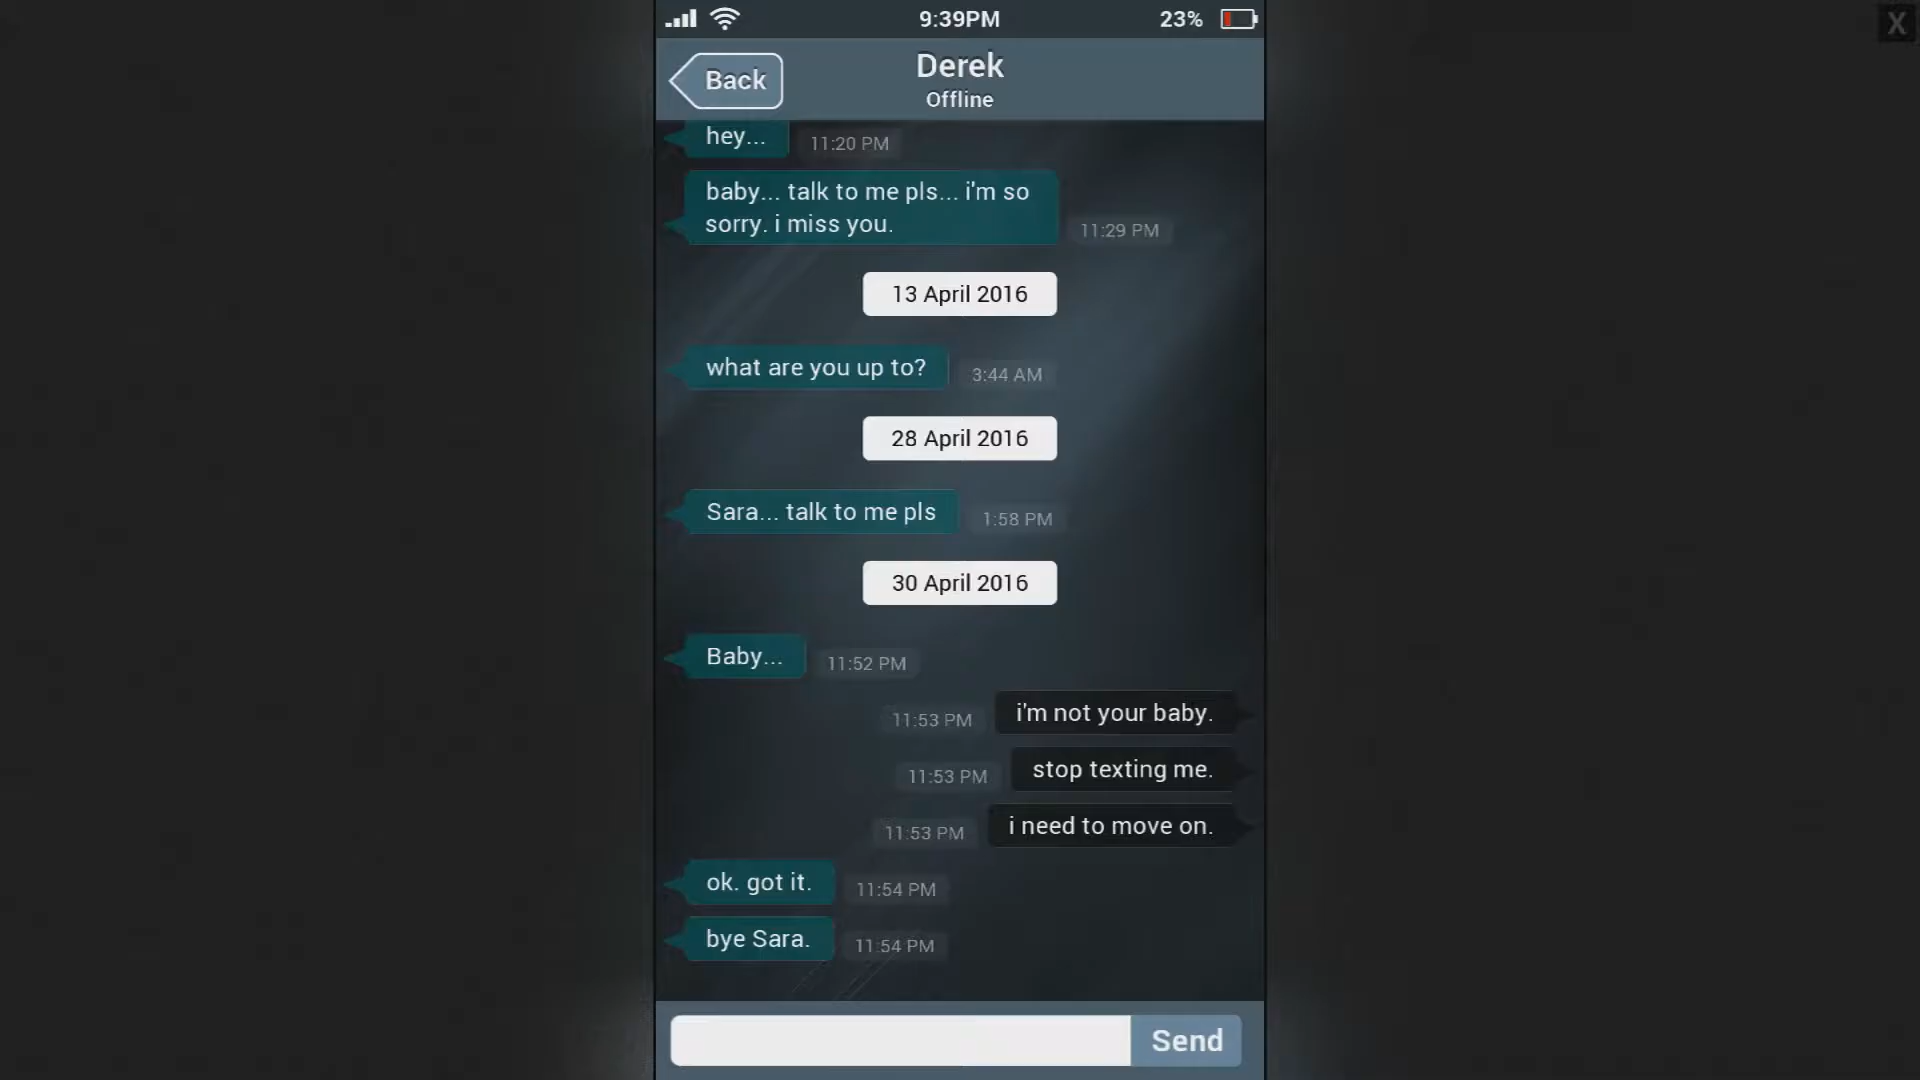 9:39PM
23%
X
Back
Derek
Offline
hey...
11:20 PM
baby... talk to me pls... i'm so
sorry. i miss you.
11:29 PM
13 April 2016
what are you up to?
3:44 AM
28 April 2016
Sara... talk to me pls
1:58 PM
30 April 2016
Baby...
11:52 PM
11:53 PM
i'm not your baby.
11:53 PM
stop texting me.
11:53 PM
i need to move on.
ok. got it.
11:54 PM
bye Sara.
11:54 PM
Send